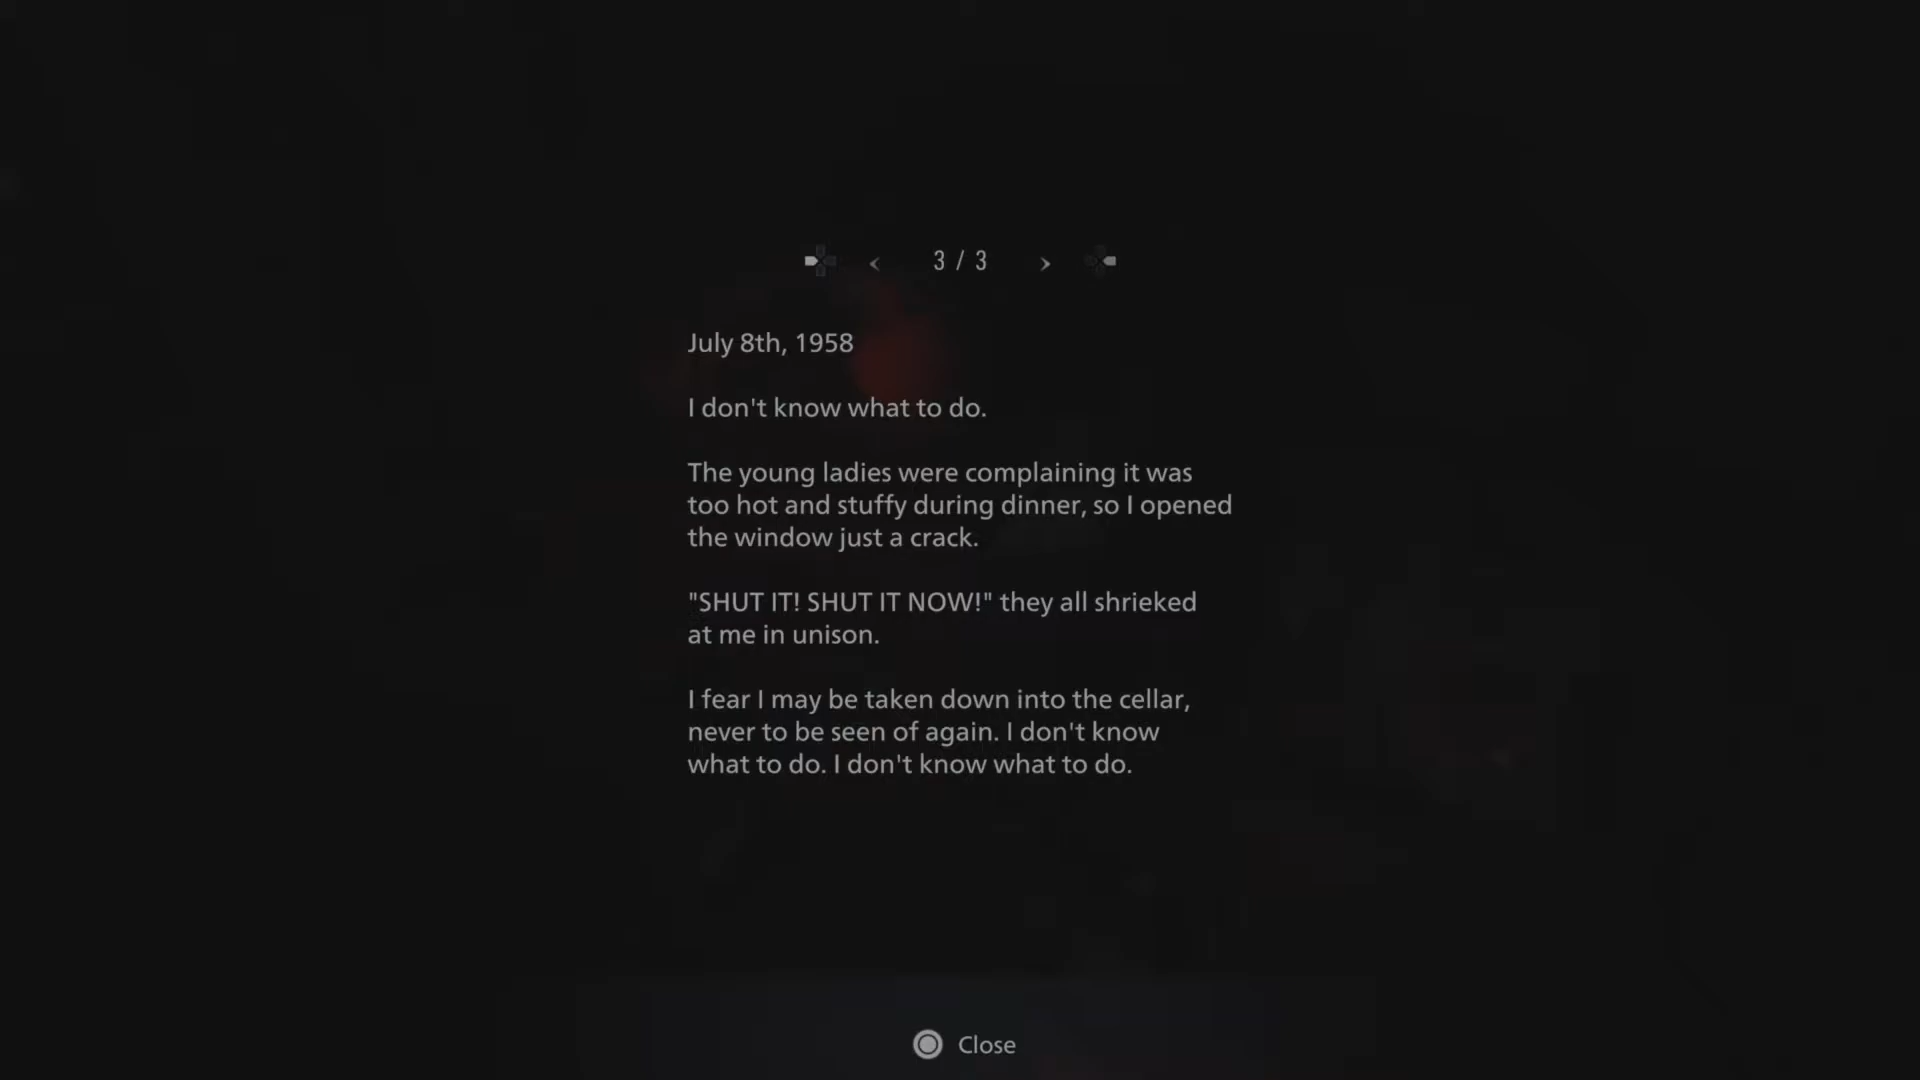 3 / 3
July 8th, 1958
I don't know what to do.
The young ladies were complaining it was
too hot and stuffy during dinner, so I opened
the window just a crack.
"SHUT IT! SHUT IT NOW!" they all shrieked
at me in unison.
I fear I may be taken down into the cellar,
never to be seen of again. I don't know
what to do. I don't know what to do.
Close